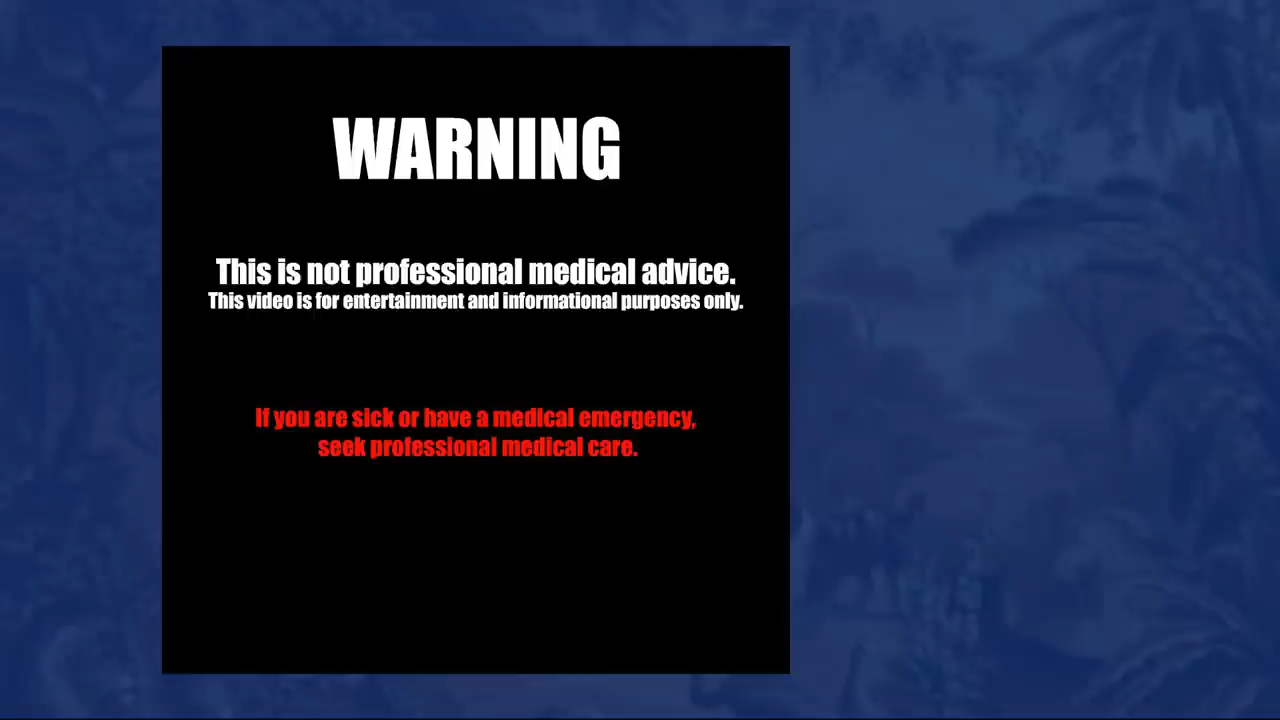 WARNING
This is not professional medical advice.
This video is for entertainment and informational purposes only.
If you are sick or have a medical emergency,
seek professional medical care.